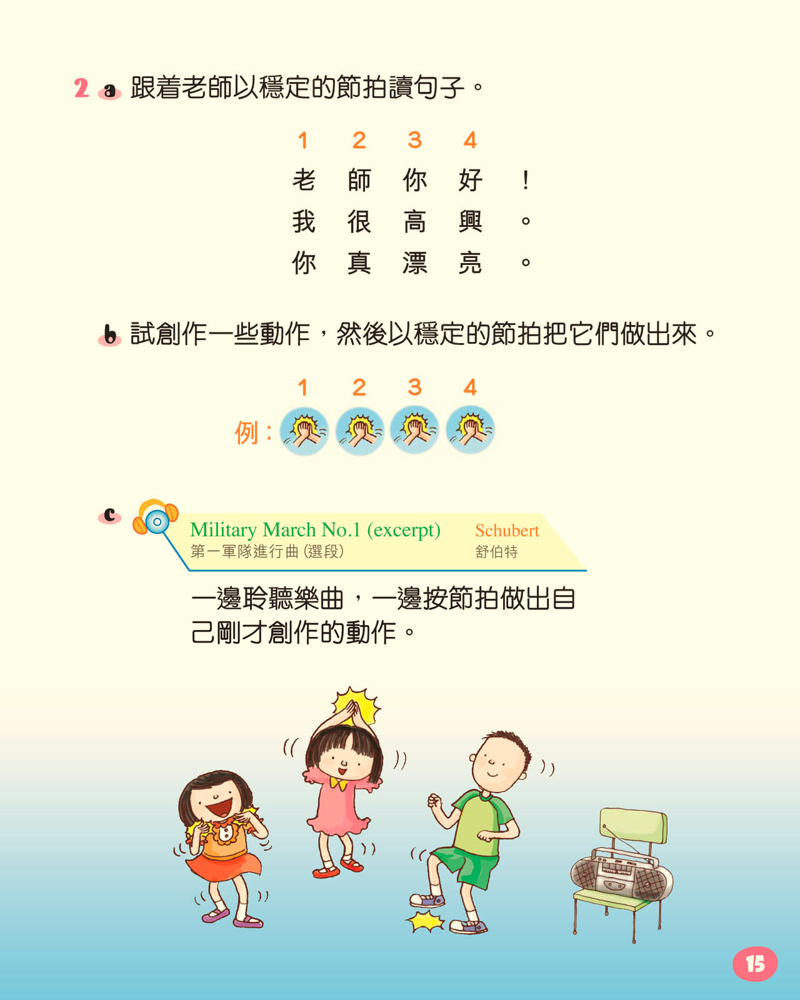 2 a 跟着老師以穩定的節拍讀句子。
1 2 3 4
老 師 你 好 ！
我 很 高 興 。
你 真 漂 亮 。
b 試創作一些動作，然後以穩定的節拍把它們做出來。
1 2 3 4
例：
c
Military March No.1 (excerpt) Schubert
第一軍隊進行曲（選段） 舒伯特
一邊聆聽樂曲，一邊按節拍做出自
己剛才創作的動作。
15